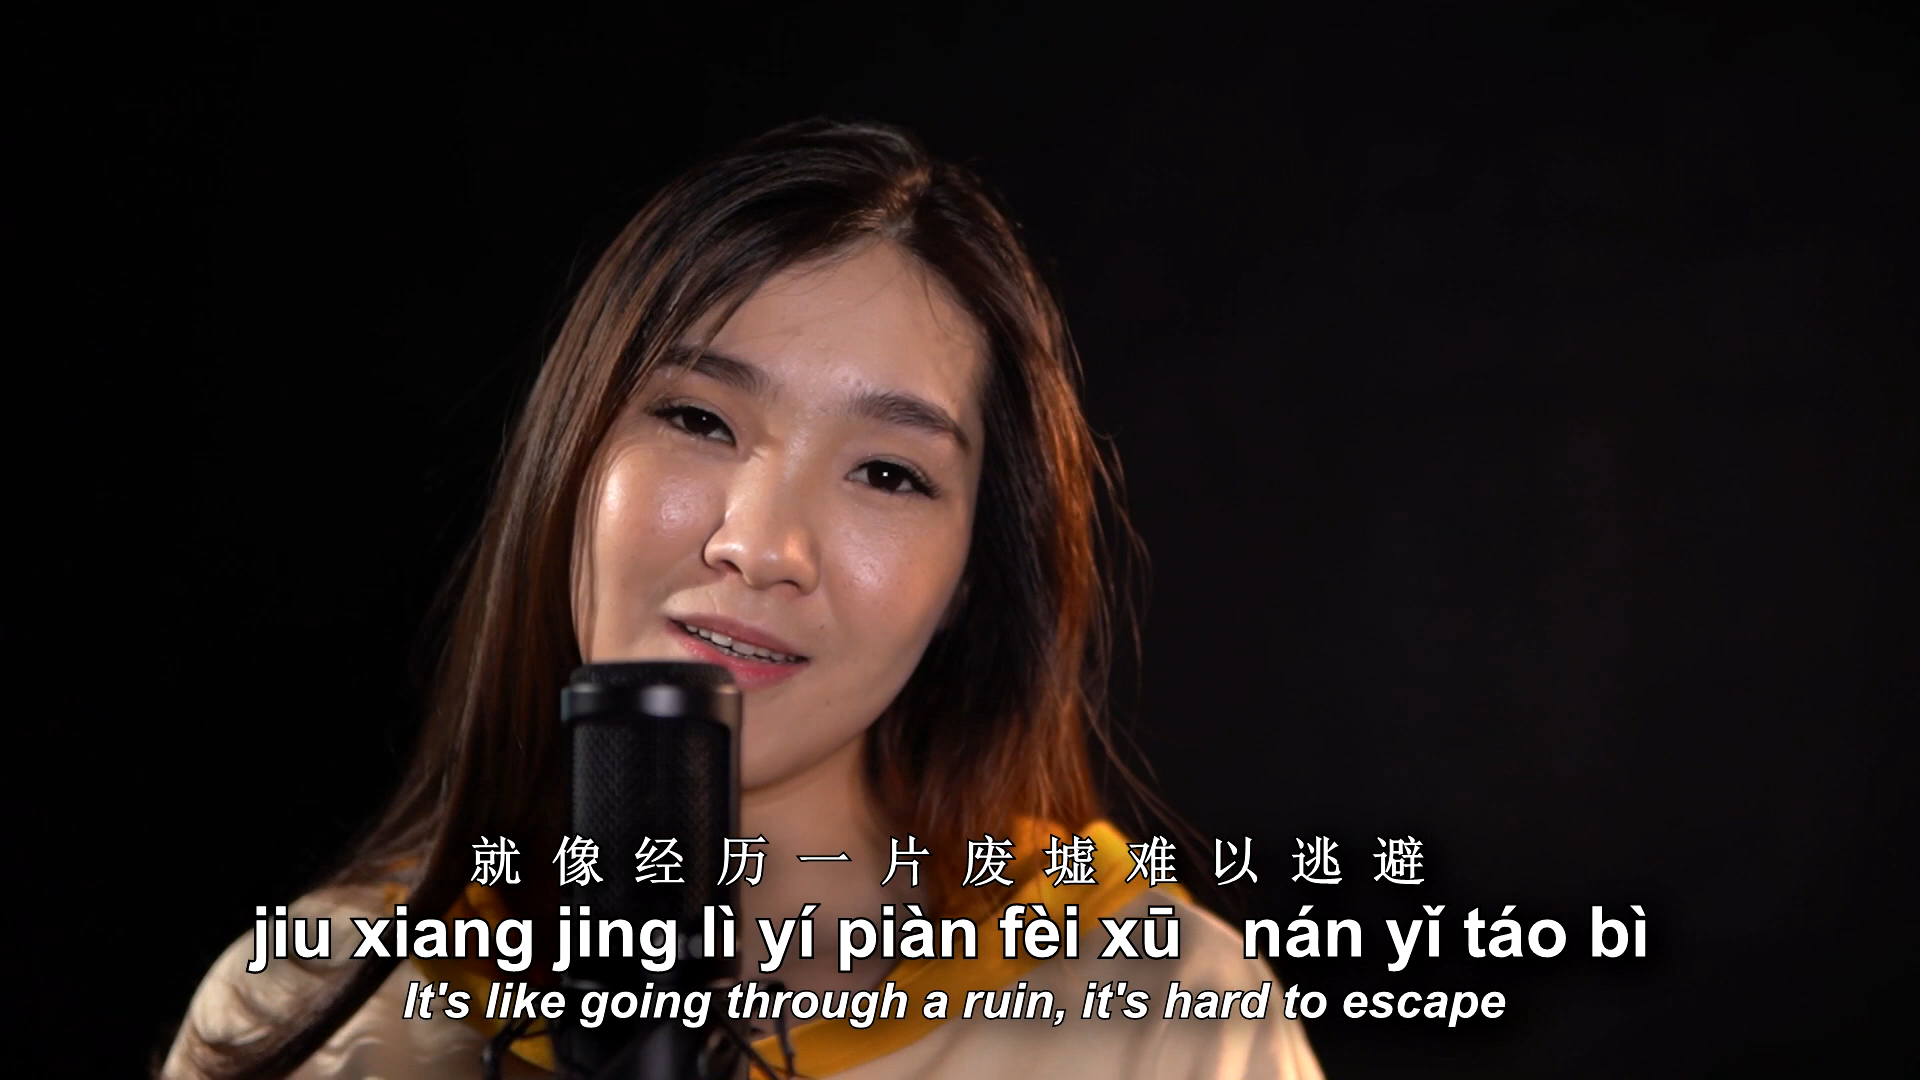 就像经历一片废墟难以逃避
jiu xiang jing lì yí piàn fèi xū nán yǐ táo bì
It's like going through a ruin, it's hard to escape